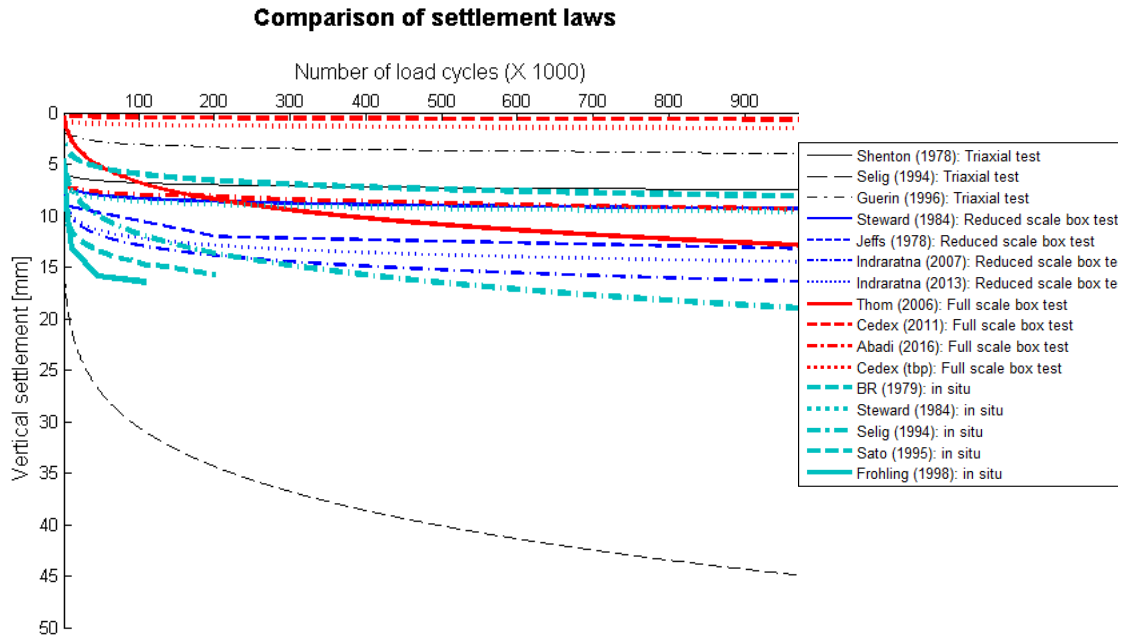 Comparison of settlement laws
Number of load cycles (X 1000)
100 200 300 400 500 600 700 800 900
0
5
10
15
20
25
30
35
40
45
50
Vertical settlement [mm]
Shenton (1978): Triaxial test
Selig (1994): Triaxial test
Guerin (1996): Triaxial test
Steward (1984): Reduced scale box test
Jeffs (1978): Reduced scale box test
Indraratna (2007): Reduced scale box te
Indraratna (2013): Reduced scale box te
Thom (2006): Full scale box test
Cedex (2011): Full scale box test
Abadi (2016): Full scale box test
Cedex (tbp): Full scale box test
BR (1979): in situ
Steward (1984): in situ
Selig (1994): in situ
Sato (1995): in situ
Frohling (1998): in situ